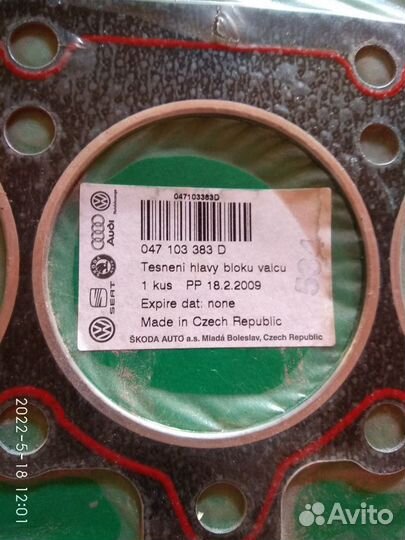 047103383D
047 103 383 D
Tesneni hlavy bloku valcu
1 kus PP 18.2.2009
Expire dat: none
Made in Czech Republic
ŠKODA AUTO a.s. Mladá Boleslav, Czech Republic
Audi
SEAT
534
2022-5-18 12:01
Avito